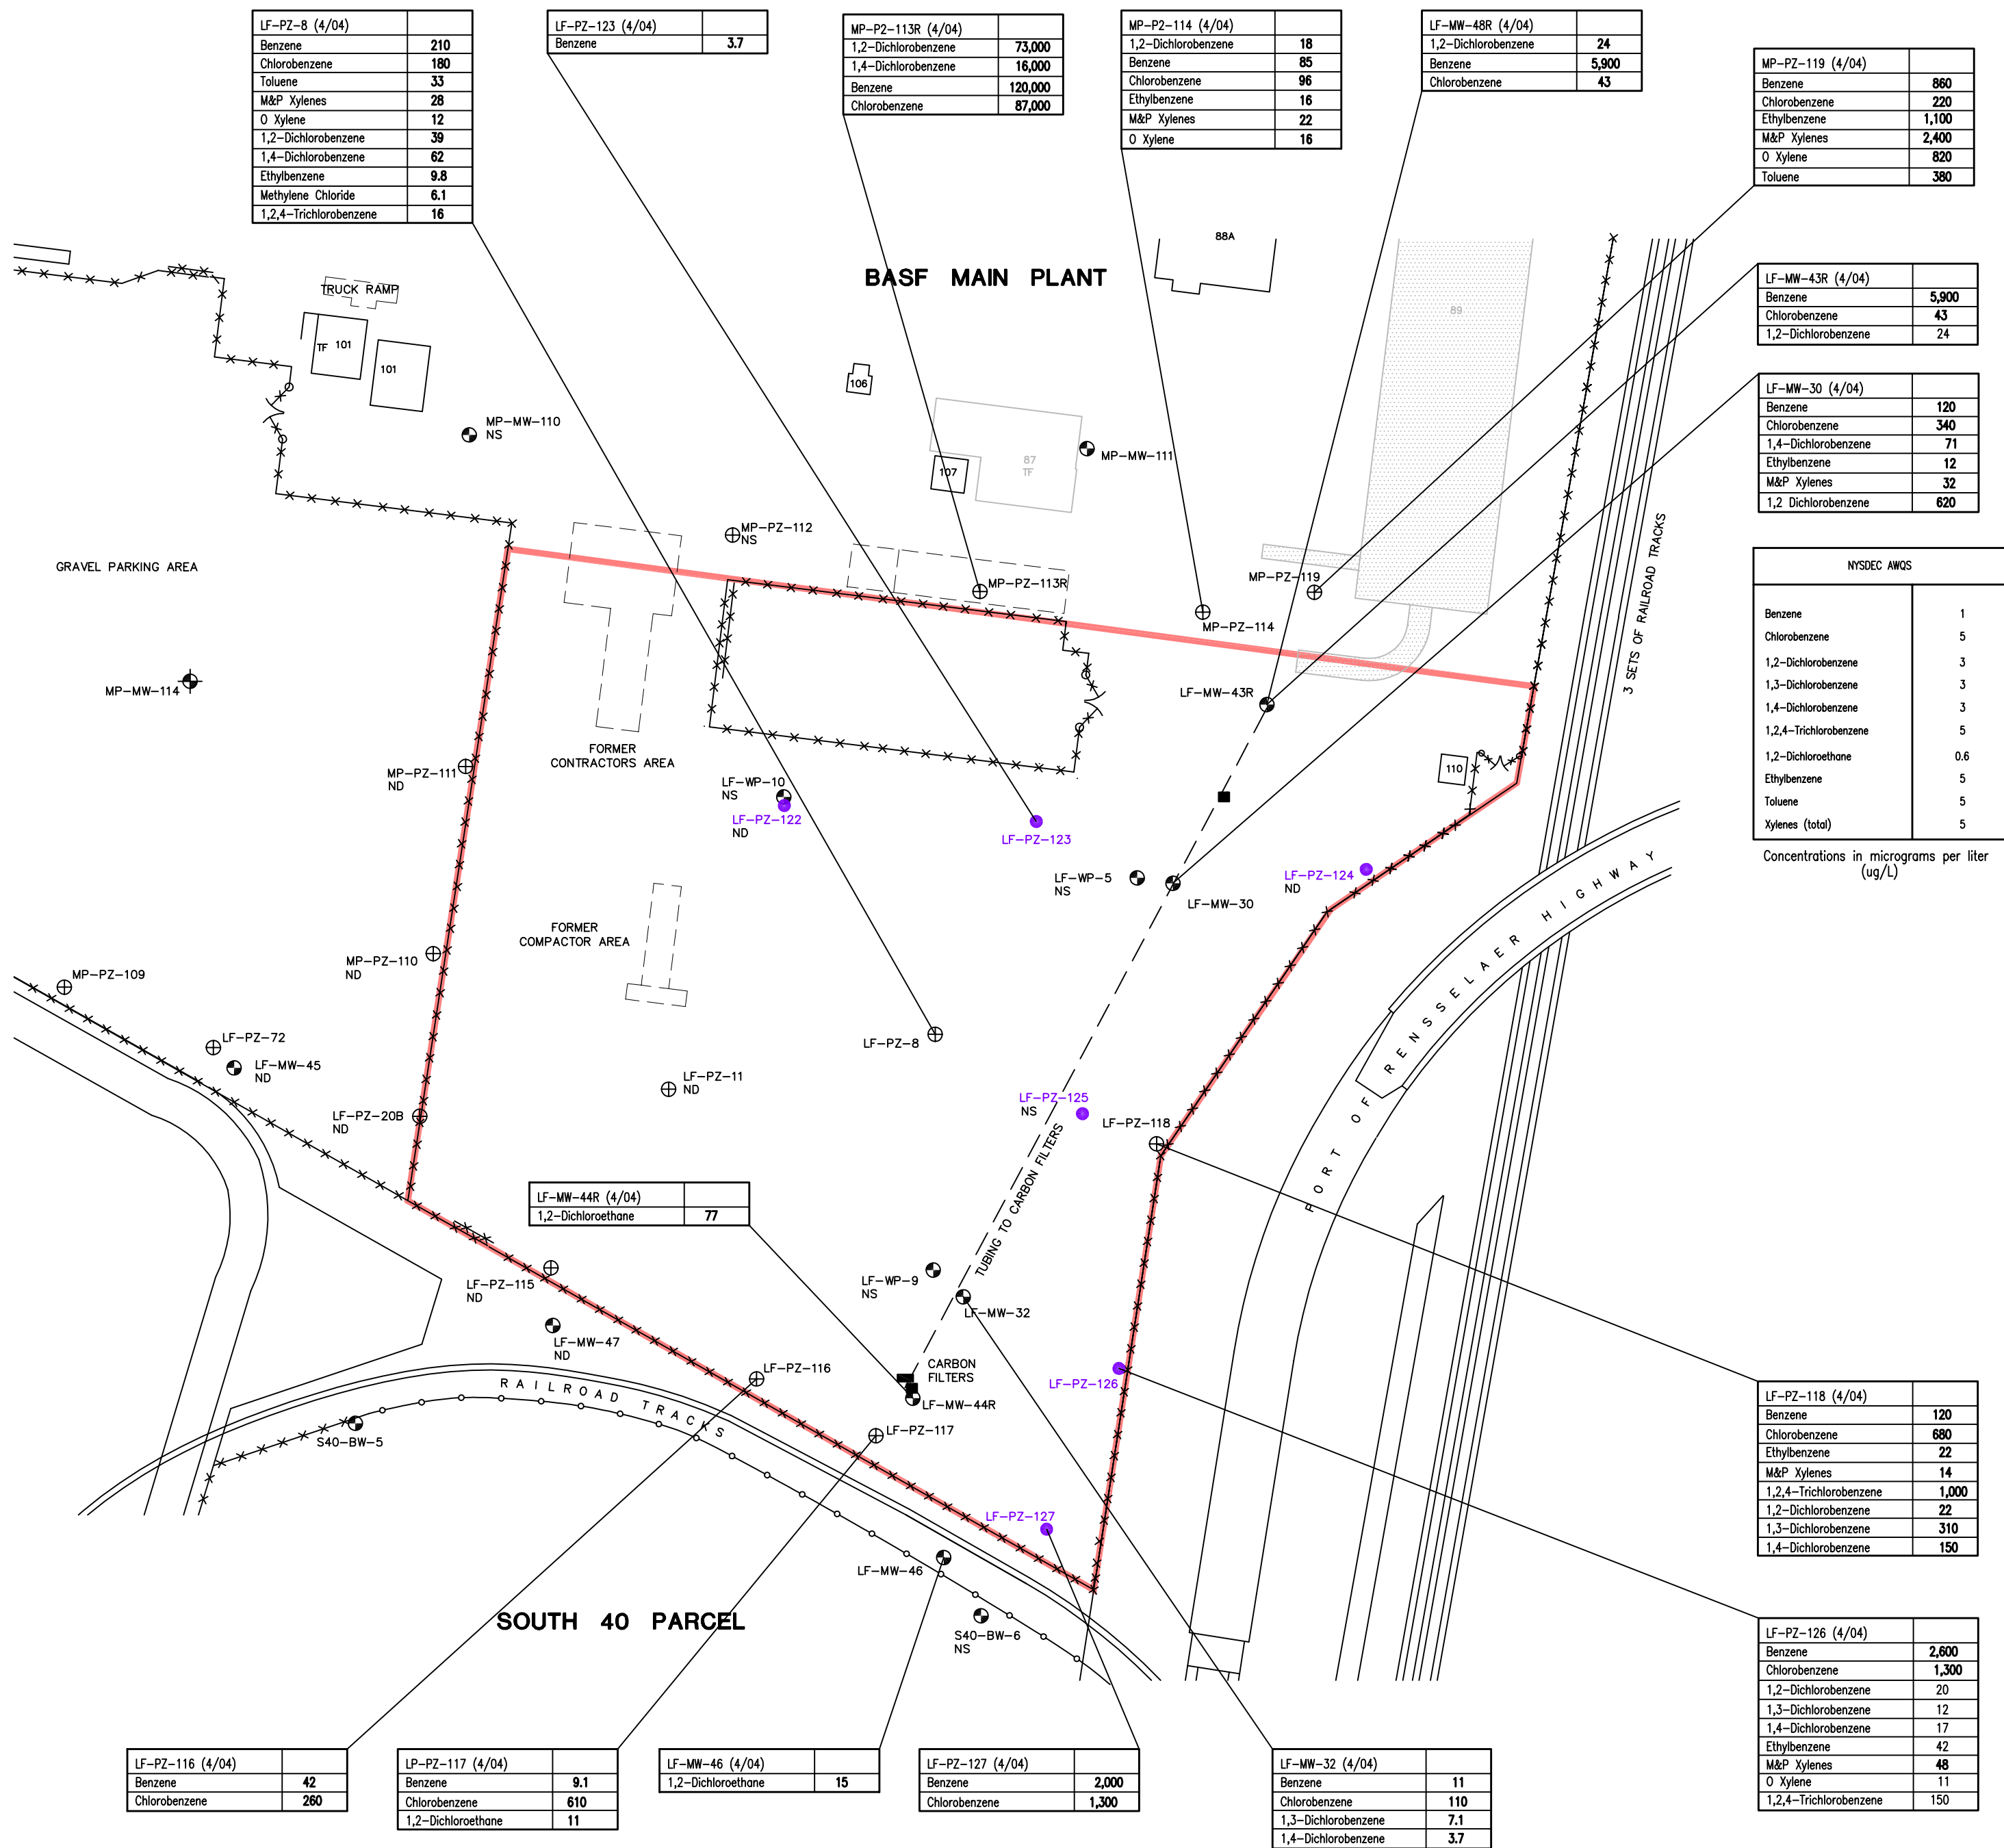 LF-PZ-8 (4/04)
Benzene 210
Chlorobenzene 180
Toluene 33
M&P Xylenes 28
O Xylene 12
1,2-Dichlorobenzene 39
1,4-Dichlorobenzene 62
Ethylbenzene 9.8
Methylene Chloride 6.1
1,2,4-Trichlorobenzene 16
LF-PZ-123 (4/04)
Benzene 3.7
MP-P2-113R (4/04)
1,2-Dichlorobenzene 73,000
1,4-Dichlorobenzene 16,000
Benzene 120,000
Chlorobenzene 87,000
MP-P2-114 (4/04)
1,2-Dichlorobenzene 18
Benzene 85
Chlorobenzene 96
Ethylbenzene 16
M&P Xylenes 22
O Xylene 16
LF-MW-48R (4/04)
1,2-Dichlorobenzene 24
Benzene 5,900
Chlorobenzene 43
MP-PZ-119 (4/04)
Benzene 860
Chlorobenzene 220
Ethylbenzene 1,100
M&P Xylenes 2,400
O Xylene 820
Toluene 380
LF-MW-43R (4/04)
Benzene 5,900
Chlorobenzene 43
1,2-Dichlorobenzene 24
LF-MW-30 (4/04)
Benzene 120
Chlorobenzene 340
1,4-Dichlorobenzene 71
Ethylbenzene 12
M&P Xylenes 32
1,2 Dichlorobenzene 620
NYSDEC AWQS
Benzene 1
Chlorobenzene 5
1,2-Dichlorobenzene 3
1,3-Dichlorobenzene 3
1,4-Dichlorobenzene 3
1,2,4-Trichlorobenzene 5
1,2-Dichloroethane 0.6
Ethylbenzene 5
Toluene 5
Xylenes (total) 5
Concentrations in micrograms per liter
(ug/L)
BASF MAIN PLANT
88A
89
TRUCK RAMP
TF 101
101
106
107
87
TF
MP-MW-110
NS
MP-MW-111
MP-PZ-112
NS
GRAVEL PARKING AREA
MP-PZ-113R
MP-PZ-119
MP-PZ-114
3 SETS OF RAILROAD TRACKS
MP-MW-114
LF-MW-43R
FORMER
CONTRACTORS AREA
MP-PZ-111
ND
LF-WP-10
NS
LF-PZ-122
ND
LF-PZ-123
110
LF-WP-5
NS
LF-MW-30
LF-PZ-124
ND
FORMER
COMPACTOR AREA
MP-PZ-110
ND
MP-PZ-109
PORT OF RENSSELAER HIGHWAY
LF-PZ-72
LF-MW-45
ND
LF-PZ-8
LF-PZ-11
ND
LF-PZ-20B
ND
LF-PZ-125
NS
LF-PZ-118
TUBING TO CARBON FILTERS
LF-MW-44R (4/04)
1,2-Dichloroethane 77
LF-PZ-115
ND
LF-WP-9
NS
LF-MW-32
LF-MW-47
ND
LF-PZ-116
CARBON
FILTERS
LF-PZ-126
LF-MW-44R
RAILROAD TRACKS
LF-PZ-117
S40-BW-5
LF-PZ-127
LF-MW-46
SOUTH 40 PARCEL
S40-BW-6
NS
LF-PZ-118 (4/04)
Benzene 120
Chlorobenzene 680
Ethylbenzene 22
M&P Xylenes 14
1,2,4-Trichlorobenzene 1,000
1,2-Dichlorobenzene 22
1,3-Dichlorobenzene 310
1,4-Dichlorobenzene 150
LF-PZ-126 (4/04)
Benzene 2,600
Chlorobenzene 1,300
1,2-Dichlorobenzene 20
1,3-Dichlorobenzene 12
1,4-Dichlorobenzene 17
Ethylbenzene 42
M&P Xylenes 48
O Xylene 11
1,2,4-Trichlorobenzene 150
LF-PZ-116 (4/04)
Benzene 42
Chlorobenzene 260
LP-PZ-117 (4/04)
Benzene 9.1
Chlorobenzene 610
1,2-Dichloroethane 11
LF-MW-46 (4/04)
1,2-Dichloroethane 15
LF-PZ-127 (4/04)
Benzene 2,000
Chlorobenzene 1,300
LF-MW-32 (4/04)
Benzene 11
Chlorobenzene 110
1,3-Dichlorobenzene 7.1
1,4-Dichlorobenzene 3.7